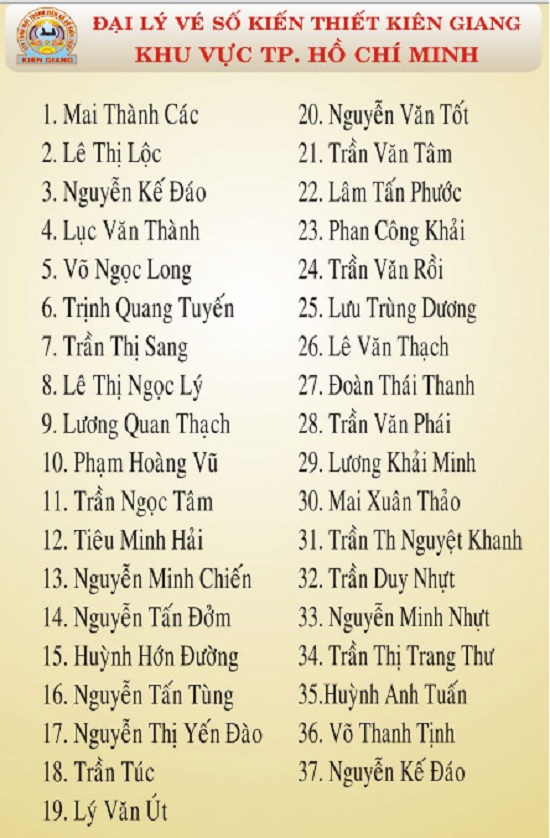 ĐẠI LÝ VÉ SỐ KIẾN THIẾT KIÊN GIANG
KHU VỰC TP. HỒ CHÍ MINH
KIÊN GIANG
1. Mai Thành Các
2. Lê Thị Lộc
3. Nguyễn Kế Đáo
4. Lục Văn Thành
5. Võ Ngọc Long
6. Trịnh Quang Tuyến
7. Trần Thị Sang
8. Lê Thị Ngọc Lý
9. Lương Quan Thạch
10. Phạm Hoàng Vũ
11. Trần Ngọc Tâm
12. Tiêu Minh Hải
13. Nguyễn Minh Chiến
14. Nguyễn Tấn Đởm
15. Huỳnh Hớn Đường
16. Nguyễn Tấn Tùng
17. Nguyễn Thị Yến Đào
18. Trần Túc
19. Lý Văn Út
20. Nguyễn Văn Tốt
21. Trần Văn Tâm
22. Lâm Tấn Phước
23. Phan Công Khải
24. Trần Văn Rồi
25. Lưu Trùng Dương
26. Lê Văn Thạch
27. Đoàn Thái Thanh
28. Trần Văn Phái
29. Lương Khải Minh
30. Mai Xuân Thảo
31. Trần Th Nguyệt Khanh
32. Trần Duy Nhựt
33. Nguyễn Minh Nhựt
34. Trần Thị Trang Thư
35.Huỳnh Anh Tuấn
36. Võ Thanh Tịnh
37. Nguyễn Kế Đáo